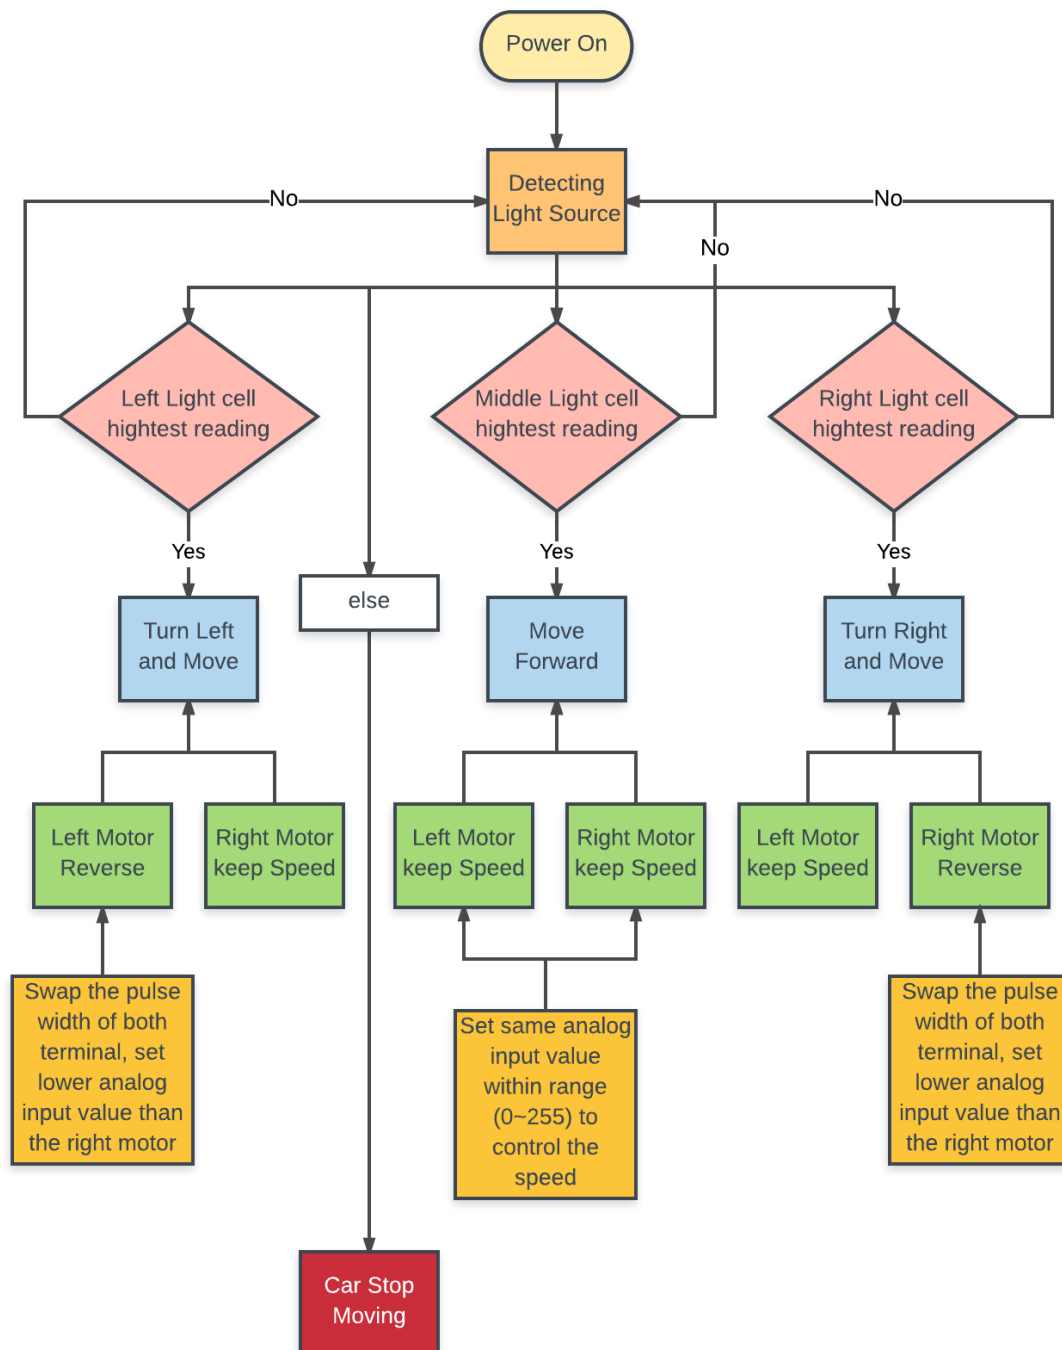 Power On
Detecting
Light Source
No
No
No
Left Light cell
hightest reading
Middle Light cell
hightest reading
Right Light cell
hightest reading
Yes
Yes
Yes
else
Turn Left
and Move
Move
Forward
Turn Right
and Move
Left Motor
Reverse
Right Motor
keep Speed
Left Motor
keep Speed
Right Motor
keep Speed
Left Motor
keep Speed
Right Motor
Reverse
Swap the pulse
width of both
terminal, set
lower analog
input value than
the right motor
Set same analog
input value
within range
(0~255) to
control the
speed
Swap the pulse
width of both
terminal, set
lower analog
input value than
the right motor
Car Stop
Moving